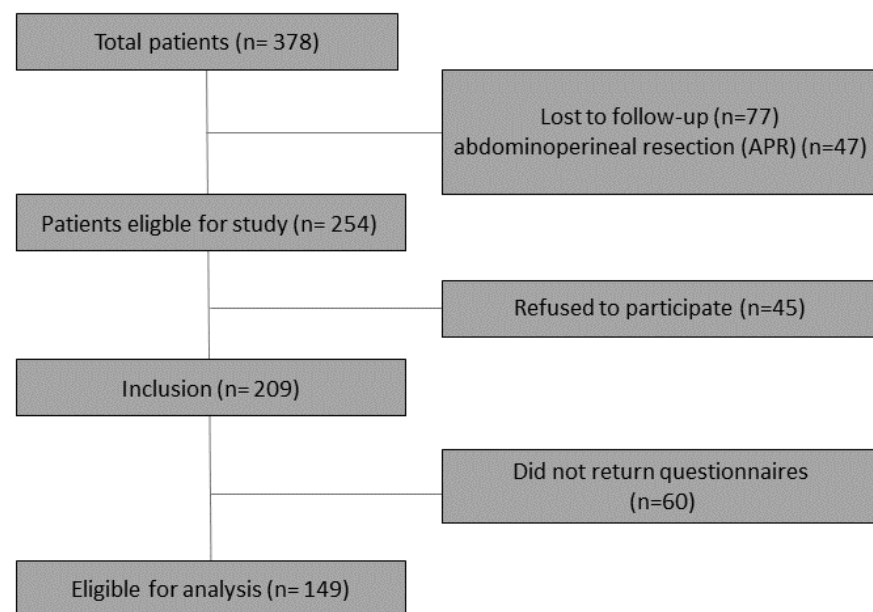 Total patients (n= 378)
Lost to follow-up (n=77)
abdominoperineal resection (APR) (n=47)
Patients eligble for study (n= 254)
Refused to participate (n=45)
Inclusion (n= 209)
Did not return questionnaires
(n=60)
Eligible for analysis (n= 149)